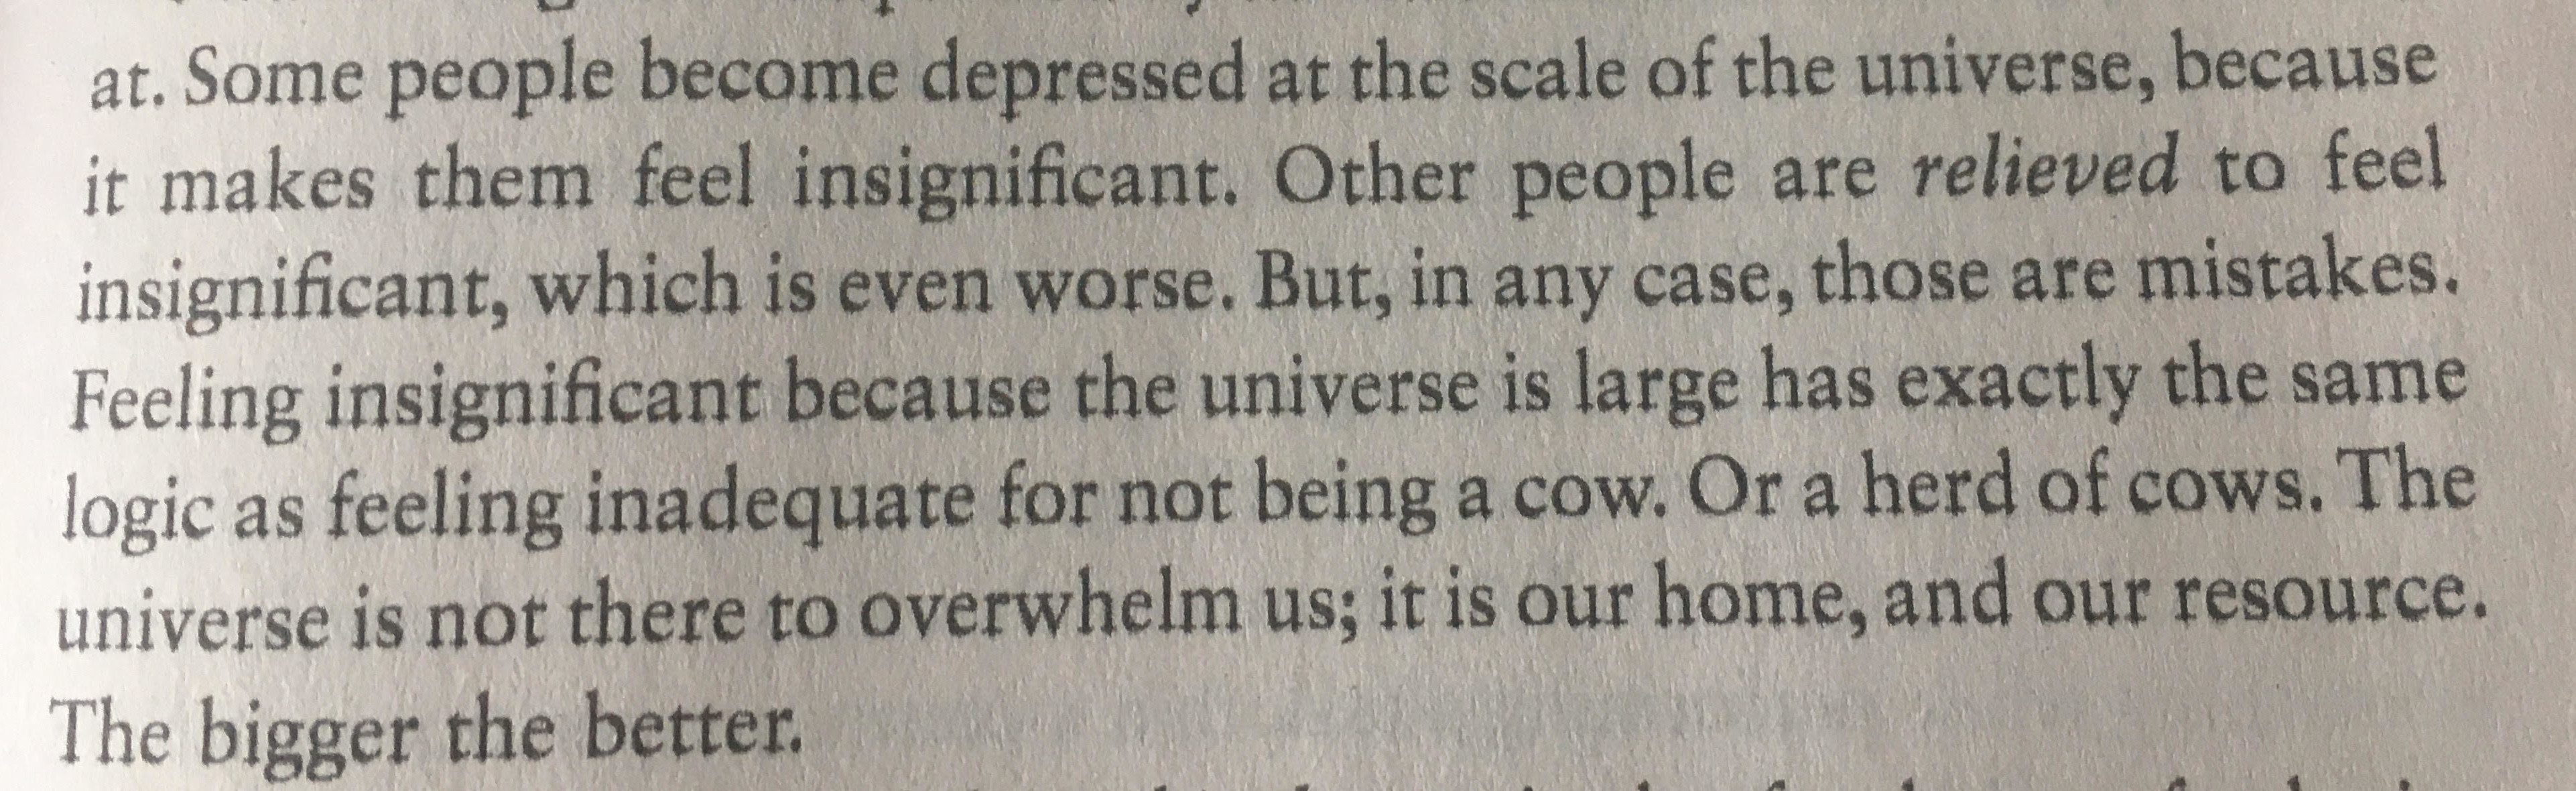 at. Some people become depressed at the scale of the universe, because
it makes them feel insignificant. Other people are relieved to feel
insignificant, which is even worse. But, in any case, those are mistakes.
Feeling insignificant because the universe is large has exactly the same
logic as feeling inadequate for not being a cow. Or a herd of cows. The
universe is not there to overwhelm us; it is our home, and our resource.
The bigger the better.